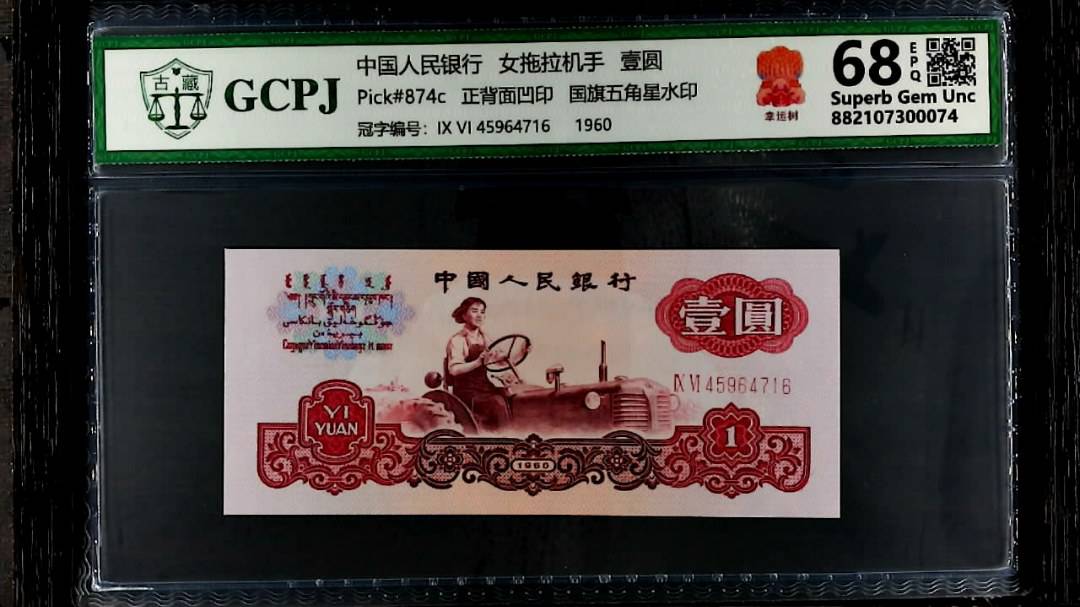 古 藏
GCPJ
中国人民银行 女拖拉机手 壹圆
Pick#874c 正背面凹印 国旗五角星水印
冠字编号: IX VI 45964716 1960
幸运树
68 EPQ
Superb Gem Unc
882107300074
中國人民銀行
壹圓
IX VI 45964716
YI
YUAN
1960
1